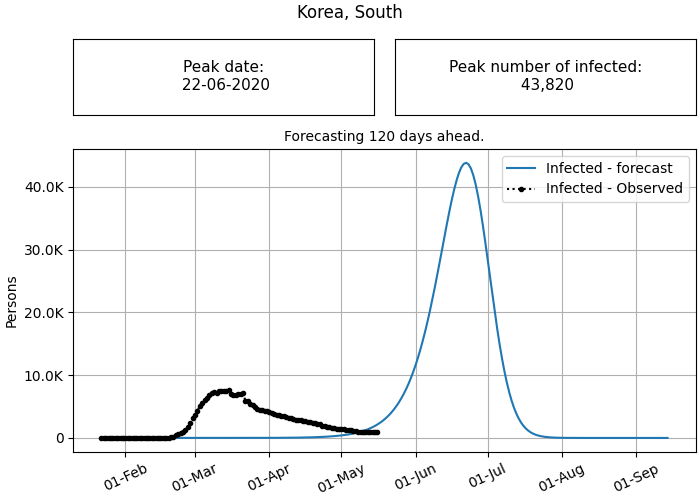 Korea, South
Peak date:
22-06-2020
Peak number of infected:
43,820
Forecasting 120 days ahead.
Infected - forecast
Infected - Observed
Persons
40.0K
30.0K
20.0K
10.0K
0
01-Feb
01-Mar
01-Apr
01-May
01-Jun
01-Jul
01-Aug
01-Sep